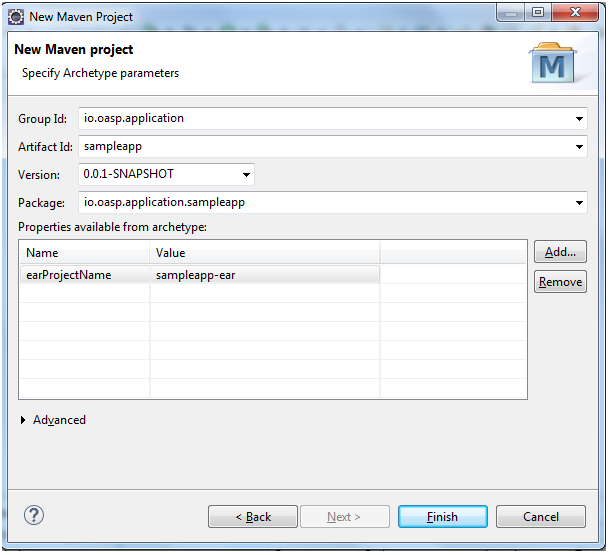 New Maven Project
New Maven project
Specify Archetype parameters
M
Group Id: io.oasp.application
Artifact Id: sampleapp
Version: 0.0.1-SNAPSHOT
Package: io.oasp.application.sampleapp
Properties available from archetype:
Name Value
Add...
earProjectName sampleapp-ear
Remove
Advanced
? < Back Next > Finish Cancel